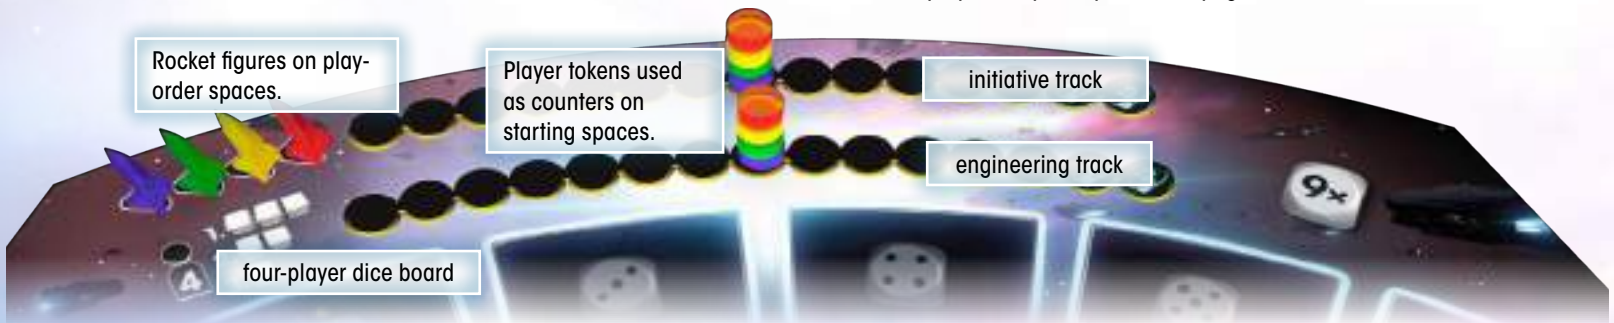 Rocket figures on play-
order spaces.
Player tokens used
as counters on
starting spaces.
initiative track
engineering track
9x
4
four-player dice board